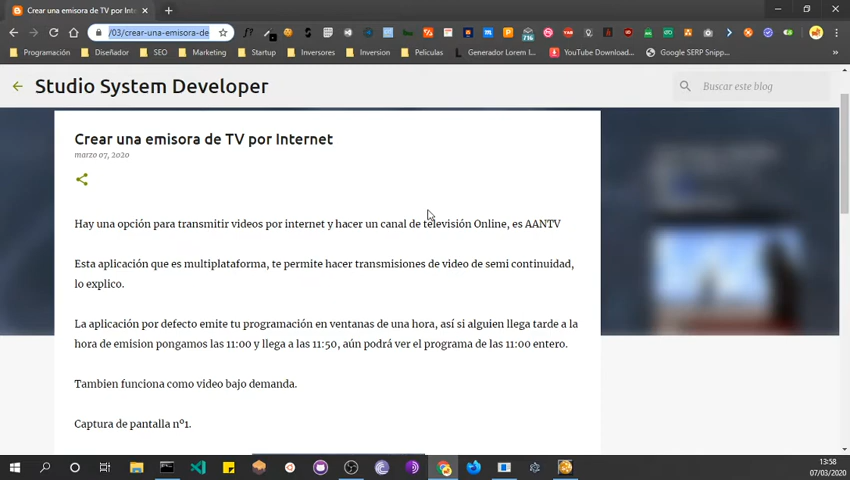 Crear una emisora de TV por Inte
/03/crear-una-emisora-de
716
Programación Diseñador SEO Marketing Startup Inversores Inversion Películas Generador Lorem I... YouTube Download... Google SERP Snipp...
Studio System Developer
Buscar este blog
Crear una emisora de TV por Internet
marzo 07, 2020
Hay una opción para transmitir videos por internet y hacer un canal de televisión Online, es AANTV
Esta aplicación que es multiplataforma, te permite hacer transmisiones de video de semi continuidad,
lo explico.
La aplicación por defecto emite tu programación en ventanas de una hora, así si alguien llega tarde a la
hora de emision pongamos las 11:00 y llega a las 11:50, aún podrá ver el programa de las 11:00 entero.
Tambien funciona como video bajo demanda.
Captura de pantalla nº1.
13:58
07/03/2020